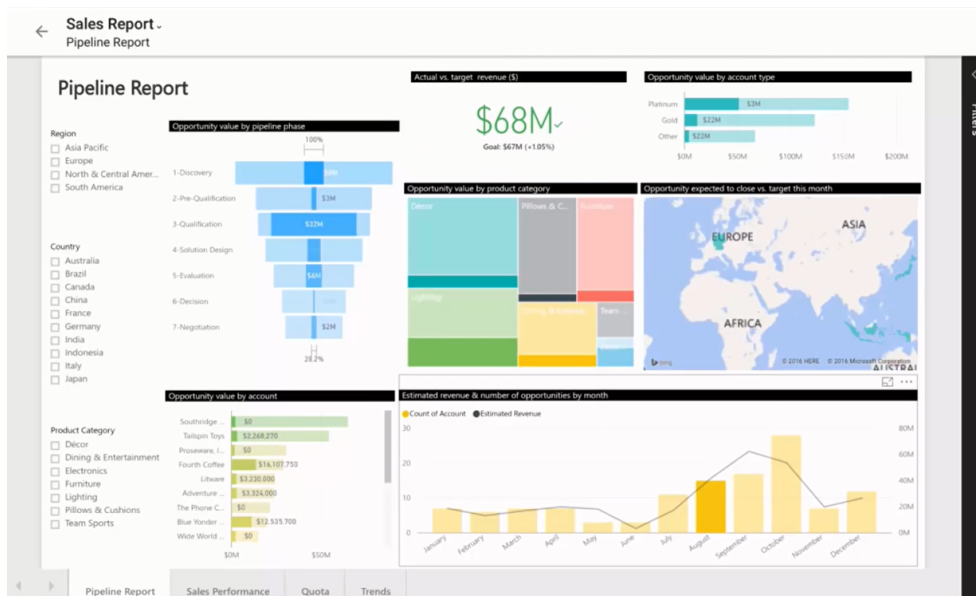 Sales Report
Pipeline Report
Pipeline Report
Region
Asia Pacific
Europe
North & Central Amer...
South America
Country
Australia
Brazil
Canada
China
France
Germany
India
Indonesia
Italy
Japan
Product Category
Décor
Dining & Entertainment
Electronics
Furniture
Lighting
Pillows & Cushions
Team Sports
Opportunity value by pipeline phase
100%
1-Discovery
2-Pre-Qualification
$3M
3-Qualification
$32M
4-Solution Design
5-Evaluation
$6M
6-Decision
7-Negotiation
$2M
Actual vs. target revenue ($)
$68M
Goal: $67M (+1.05%)
Opportunity value by account type
Platinum
$3M
Gold
$22M
Other
$22M
$0M
$50M
$100M
$150M
$200M
Opportunity value by product category
Décor
Pillows & C...
Furniture
Lighting
Team ...
Opportunity expected to close vs. target this month
EUROPE
ASIA
AFRICA
bing
© 2016 HERE
© 2016 Microsoft Corporation
Opportunity value by account
Southridge ...
$0
Tailspin Toys
$2,268,270
Proseware, I...
$0
Fourth Coffee
$16,107,750
Litware
$3,230,000
Adventure ...
$3,324,000
The Phone C...
$0
Blue Yonder ...
$12,535,700
Wide World ...
$0
$0M
$50M
Estimated revenue & number of opportunities by month
Count of Account
Estimated Revenue
30
20
10
0
80M
60M
40M
20M
0M
January
February
March
April
May
June
July
August
September
October
November
December
Filters
Pipeline Report
Sales Performance
Quota
Trends